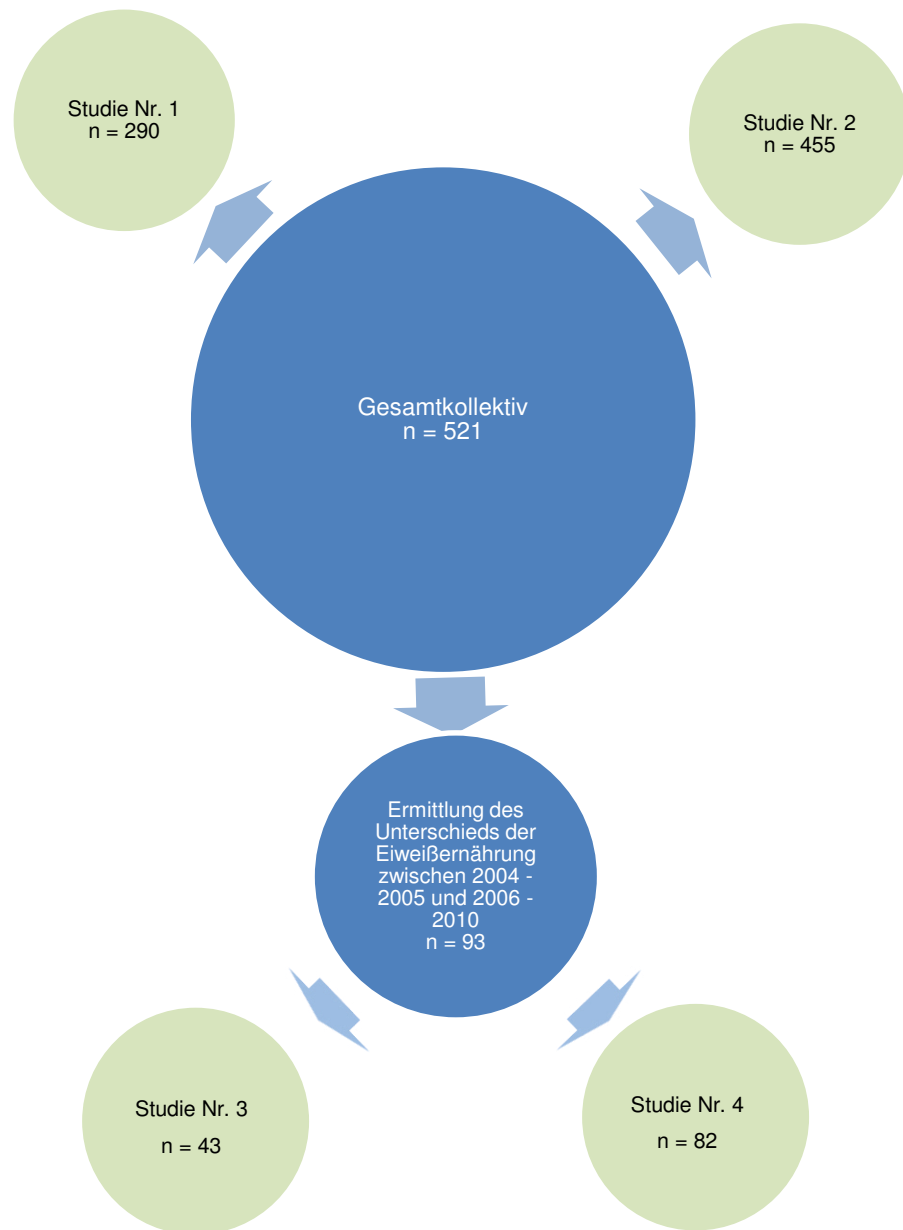 Studie Nr. 1
n = 290
Studie Nr. 2
n = 455
Gesamtkollektiv
n = 521
Ermittlung des
Unterschieds der
Eiweißernährung
zwischen 2004 -
2005 und 2006 -
2010
n = 93
Studie Nr. 3
n = 43
Studie Nr. 4
n = 82